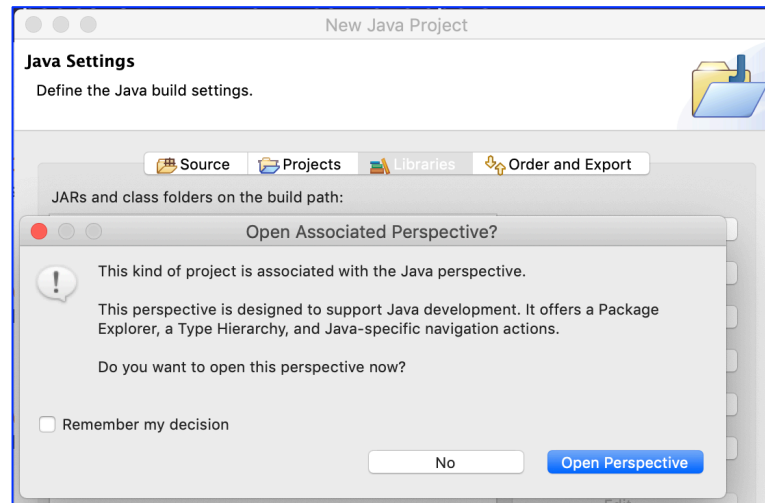 New Java Project
Java Settings
Define the Java build settings.
Source Projects Libraries Order and Export
JARs and class folders on the build path:
Open Associated Perspective?
This kind of project is associated with the Java perspective.
This perspective is designed to support Java development. It offers a Package
Explorer, a Type Hierarchy, and Java-specific navigation actions.
Do you want to open this perspective now?
Remember my decision
No Open Perspective